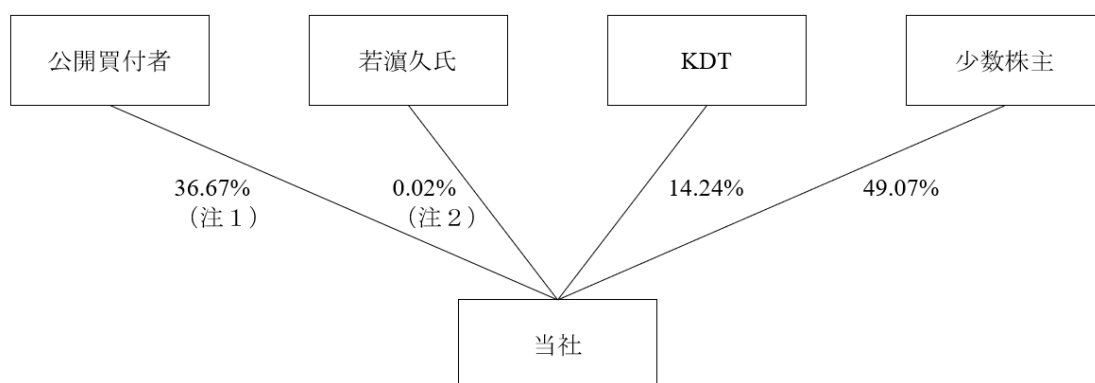 公開買付者
若濵久氏
KDT
少数株主
36.67%
（注１）
0.02%
（注２）
14.24%
49.07%
当社